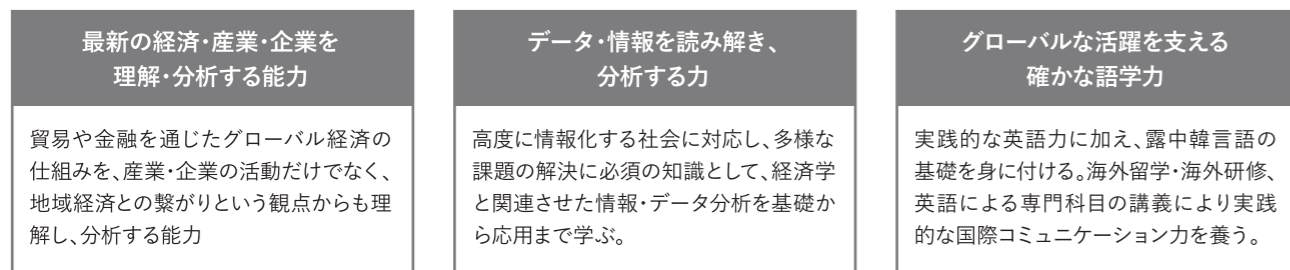 最新の経済・産業・企業を
理解・分析する能力
貿易や金融を通じたグローバル経済の
仕組みを、産業・企業の活動だけでなく、
地域経済との繋がりという観点からも理
解し、分析する能力
データ・情報を読み解き、
分析する力
高度に情報化する社会に対応し、多様な
課題の解決に必須の知識として、経済学
と関連させた情報・データ分析を基礎か
ら応用まで学ぶ。
グローバルな活躍を支える
確かな語学力
実践的な英語力に加え、露中韓言語の
基礎を身に付ける。海外留学・海外研修、
英語による専門科目の講義により実践
的な国際コミュニケーション力を養う。